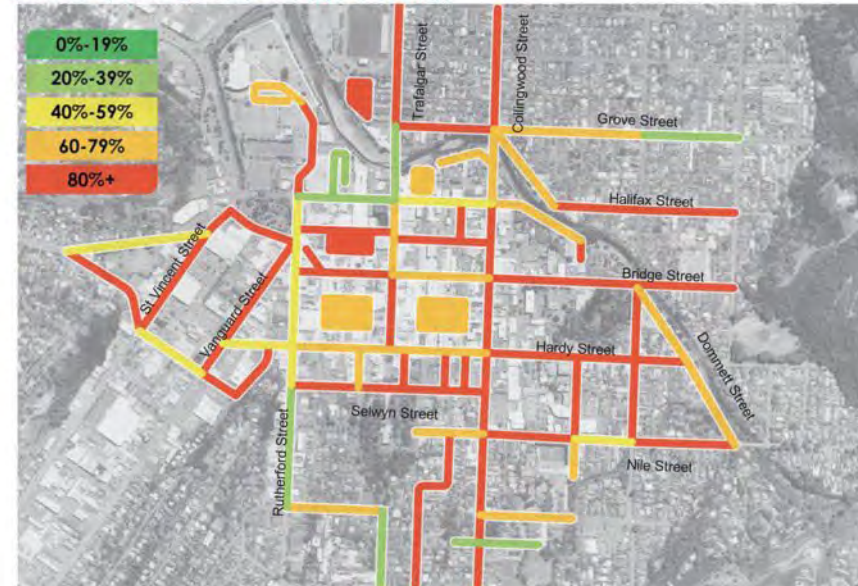 0%-19%
20%-39%
40%-59%
60-79%
80%+
Trafalgar Street
Collingwood Street
Grove Street
Halifax Street
St Vincent Street
Vanguard Street
Bridge Street
Hardy Street
Dommett Street
Selwyn Street
Rutherford Street
Nile Street